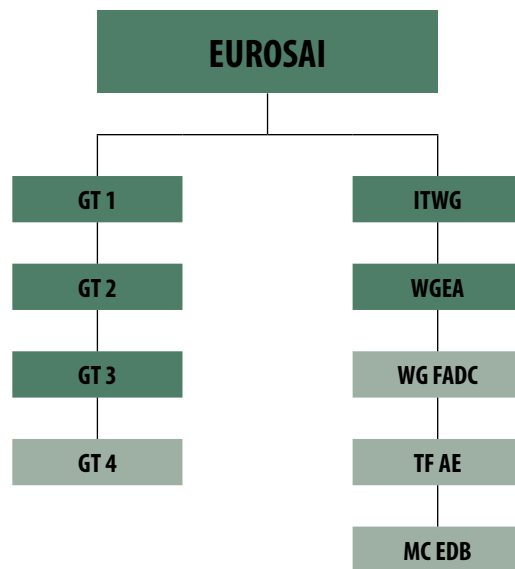 EUROSAI
GT 1
GT 2
GT 3
GT 4
ITWG
WGEA
WG FADC
TF AE
MC EDB